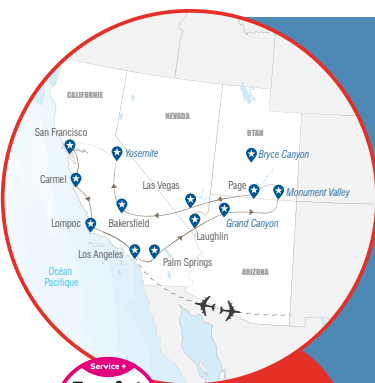 CALIFORNIE
NEVADA
UTAH
San Francisco
Yosemite
Bryce Canyon
Carmel
Las Vegas
Page
Monument Valley
Lompoc
Bakersfield
Grand Canyon
Laughlin
Los Angeles
Palm Springs
Océan
Pacifique
ARIZONA
Service +